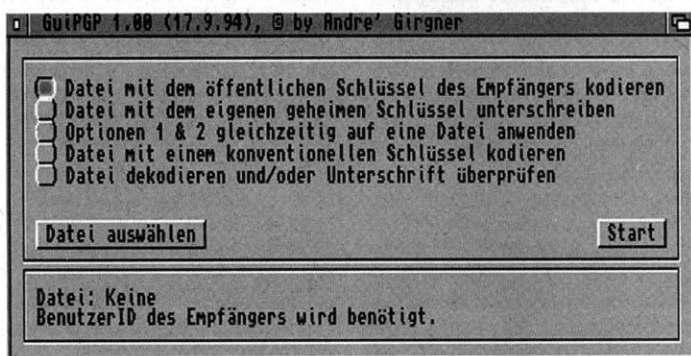 GuiPGP 1.00 (17.9.94), © by Andre' Girgner
Datei mit dem öffentlichen Schlüssel des Empfängers kodieren
Datei mit dem eigenen geheimen Schlüssel unterschreiben
Optionen 1 & 2 gleichzeitig auf eine Datei anwenden
Datei mit einem konventionellen Schlüssel kodieren
Datei dekodieren und/oder Unterschrift überprüfen
Datei auswählen
Start
Datei: Keine
BenutzerID des Empfängers wird benötigt.